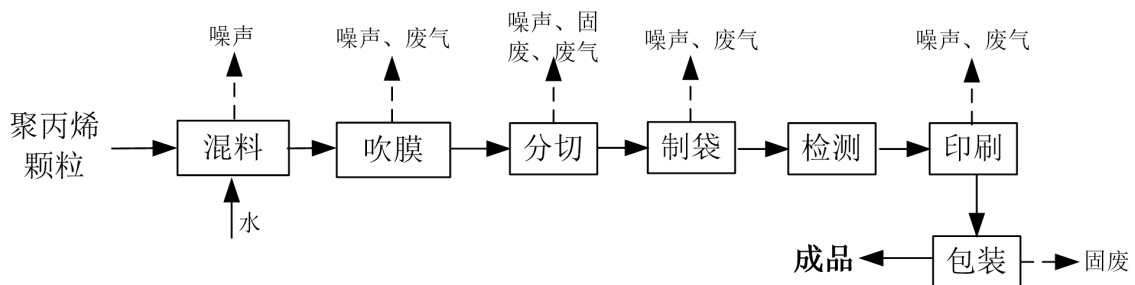 噪声
噪声、废气
噪声、固
废、废气
噪声、废气
噪声、废气
聚丙烯
颗粒
混料
吹膜
分切
制袋
检测
印刷
水
成品
包装
固废